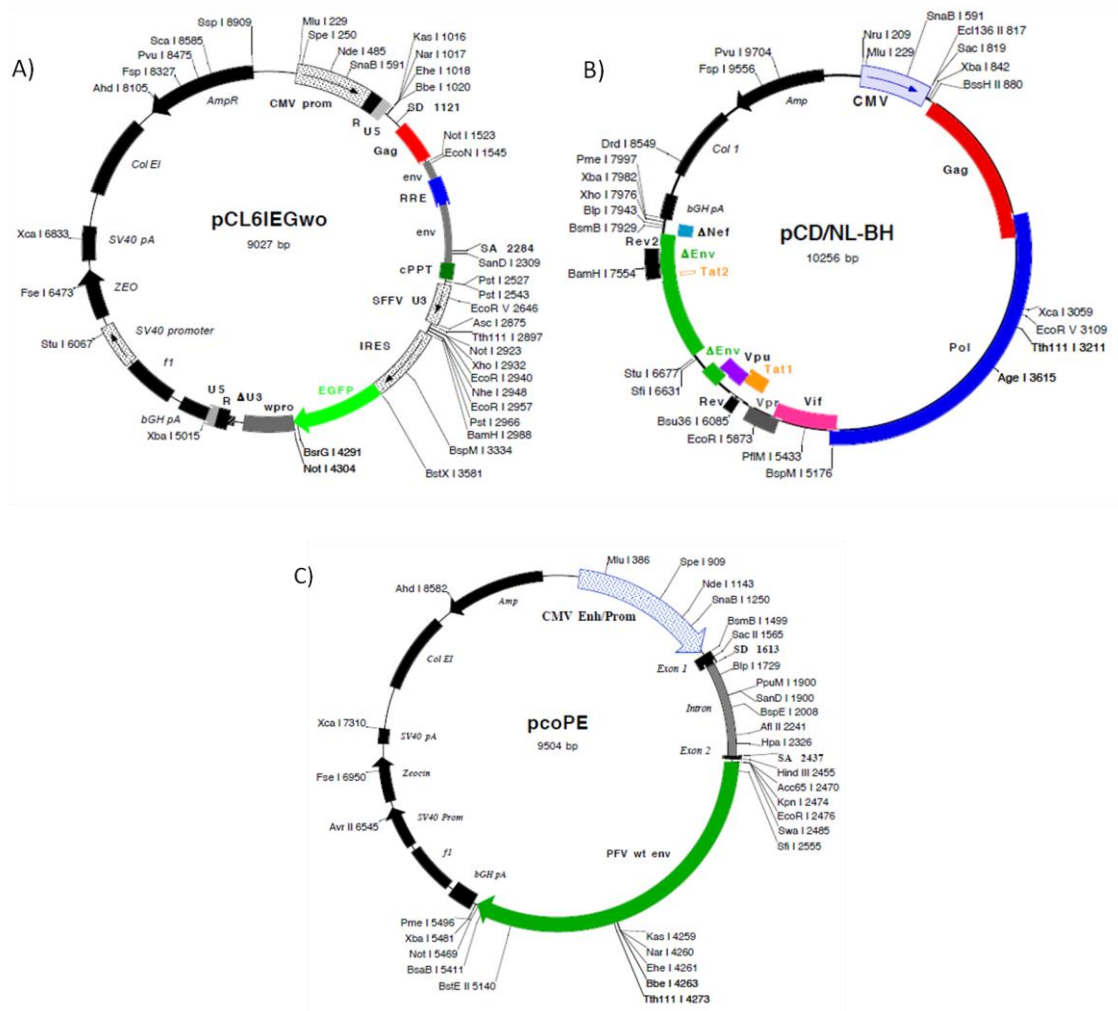 A)
Ssp I 8909
Sca I 8585
Pvu I 8475
Fsp I 8327
Ahd I 8105
AmpR
Col EI
Xca I 6833
SV40 pA
Fse I 6473
ZEO
SV40 promoter
Stu I 6067
f1
bGH pA
Xba I 5015
U5
R
ΔU3
wpro
Mlu I 229
Spe I 250
Nde I 485
SnaB I 591
CMV prom
R
U5
Kas I 1016
Nar I 1017
Ehe I 1018
Bbe I 1020
SD 1121
Gag
Not I 1523
EcoN I 1545
env
RRE
env
SA 2284
SanD I 2309
cPPT
Pst I 2527
Pst I 2543
SFFV U3
EcoR V 2646
Asc I 2875
Tth111 I 2897
Not I 2923
Xho I 2932
EcoR I 2940
Nhe I 2948
EcoR I 2957
Pst I 2966
BamH I 2988
BspM I 3334
BstX I 3581
IRES
EGFP
BsrG I 4291
Not I 4304
pCL6IEGwo
9027 bp
B)
SnaB I 591
Ecl136 II 817
Sac I 819
Xba I 842
BssH II 880
Nru I 209
Mlu I 229
CMV
Pvu I 9704
Fsp I 9556
Amp
Drd I 8549
Col 1
Pme I 7997
Xba I 7982
Xho I 7976
Blp I 7943
BsmB I 7929
bGH pA
ΔNef
Rev2
ΔEnv
Tat2
BamH I 7554
Gag
pCD/NL-BH
10256 bp
Xca I 3059
EcoR V 3109
Tth111 I 3211
Pol
Age I 3615
ΔEnv
Vpu
Tat1
Stu I 6677
Sfi I 6631
Rev
Vpr
Vif
Bsu36 I 6085
EcoR I 5873
PflM I 5433
BspM I 5176
C)
Mlu I 386
Spe I 909
Nde I 1143
SnaB I 1250
CMV Enh/Prom
BsmB I 1499
Sac II 1565
SD 1613
Exon 1
Blp I 1729
PpuM I 1900
SanD I 1900
BspE I 2008
Intron
Afl II 2241
Hpa I 2326
Exon 2
SA 2437
Hind III 2455
Acc65 I 2470
Kpn I 2474
EcoR I 2476
Swa I 2485
Sfi I 2555
Ahd I 8582
Amp
Col EI
Xca I 7310
SV40 pA
Fse I 6950
Zeocin
SV40 Prom
Avr II 6545
f1
bGH pA
pcoPE
9504 bp
PFV wt env
Pme I 5496
Xba I 5481
Not I 5469
BsaB I 5411
BstE II 5140
Kas I 4259
Nar I 4260
Ehe I 4261
Bbe I 4263
Tth111 I 4273